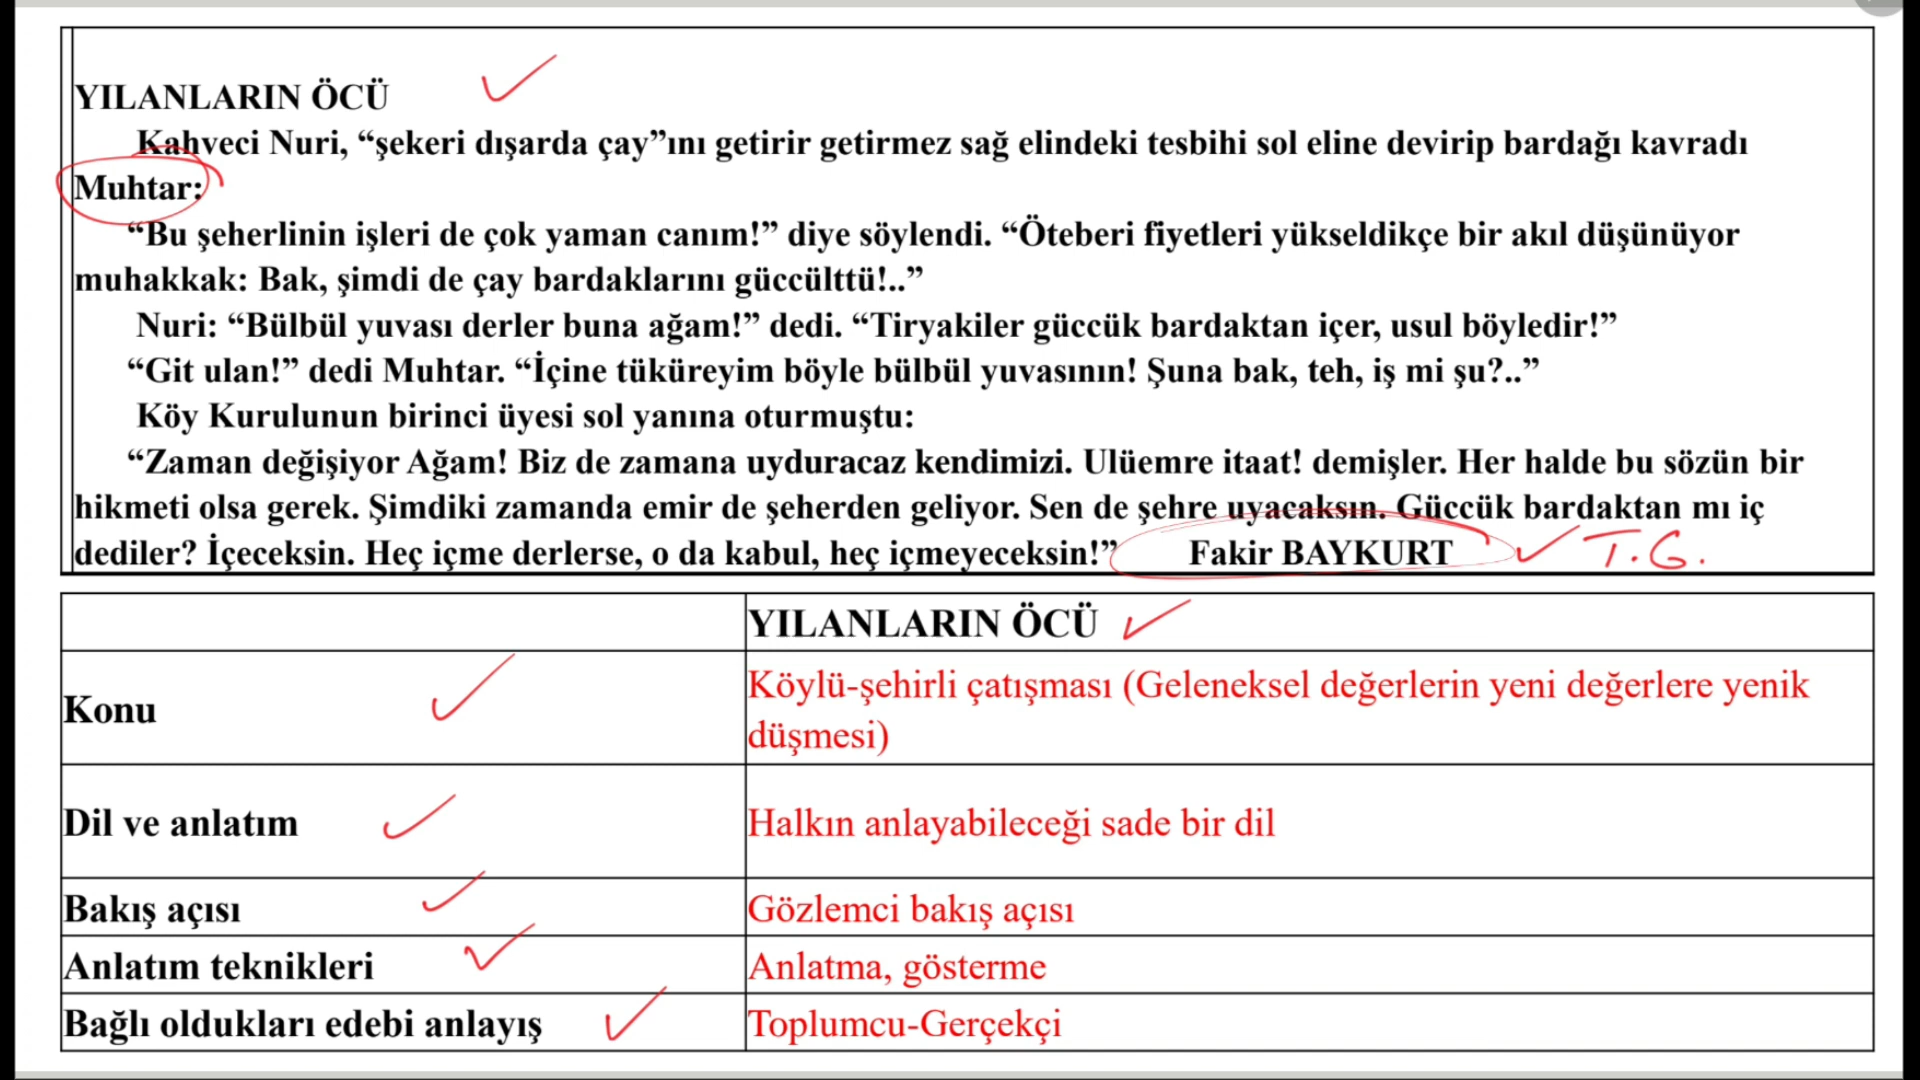 YILANLARIN ÖCÜ
Kahveci Nuri, “şekeri dışarda çay”ını getirir getirmez sağ elindeki tesbihi sol eline devirip bardağı kavradı
Muhtar:
“Bu şeherlinin işleri de çok yaman canım!” diye söylendi. “Öteberi fiyetleri yükseldikçe bir akıl düşünüyor
muhakkak: Bak, şimdi de çay bardaklarını güccülttü!..”
Nuri: “Bülbül yuvası derler buna ağam!” dedi. “Tiryakiler güccük bardaktan içer, usul böyledir!”
“Git ulan!” dedi Muhtar. “İçine tüküreyim böyle bülbül yuvasının! Şuna bak, teh, iş mi şu?..”
Köy Kurulunun birinci üyesi sol yanına oturmuştu:
“Zaman değişiyor Ağam! Biz de zamana uyduracaz kendimizi. Ulüemre itaat! demişler. Her halde bu sözün bir
hikmeti olsa gerek. Şimdiki zamanda emir de şeherden geliyor. Sen de şehre uyacaksın. Güccük bardaktan mı iç
dediler? İçeceksin. Heç içme derlerse, o da kabul, heç içmeyeceksin!” Fakir BAYKURT T.G.
YILANLARIN ÖCÜ
Konu
Köylü-şehirli çatışması (Geleneksel değerlerin yeni değerlere yenik
düşmesi)
Dil ve anlatım
Halkın anlayabileceği sade bir dil
Bakış açısı
Gözlemci bakış açısı
Anlatım teknikleri
Anlatma, gösterme
Bağlı oldukları edebi anlayış
Toplumcu-Gerçekçi